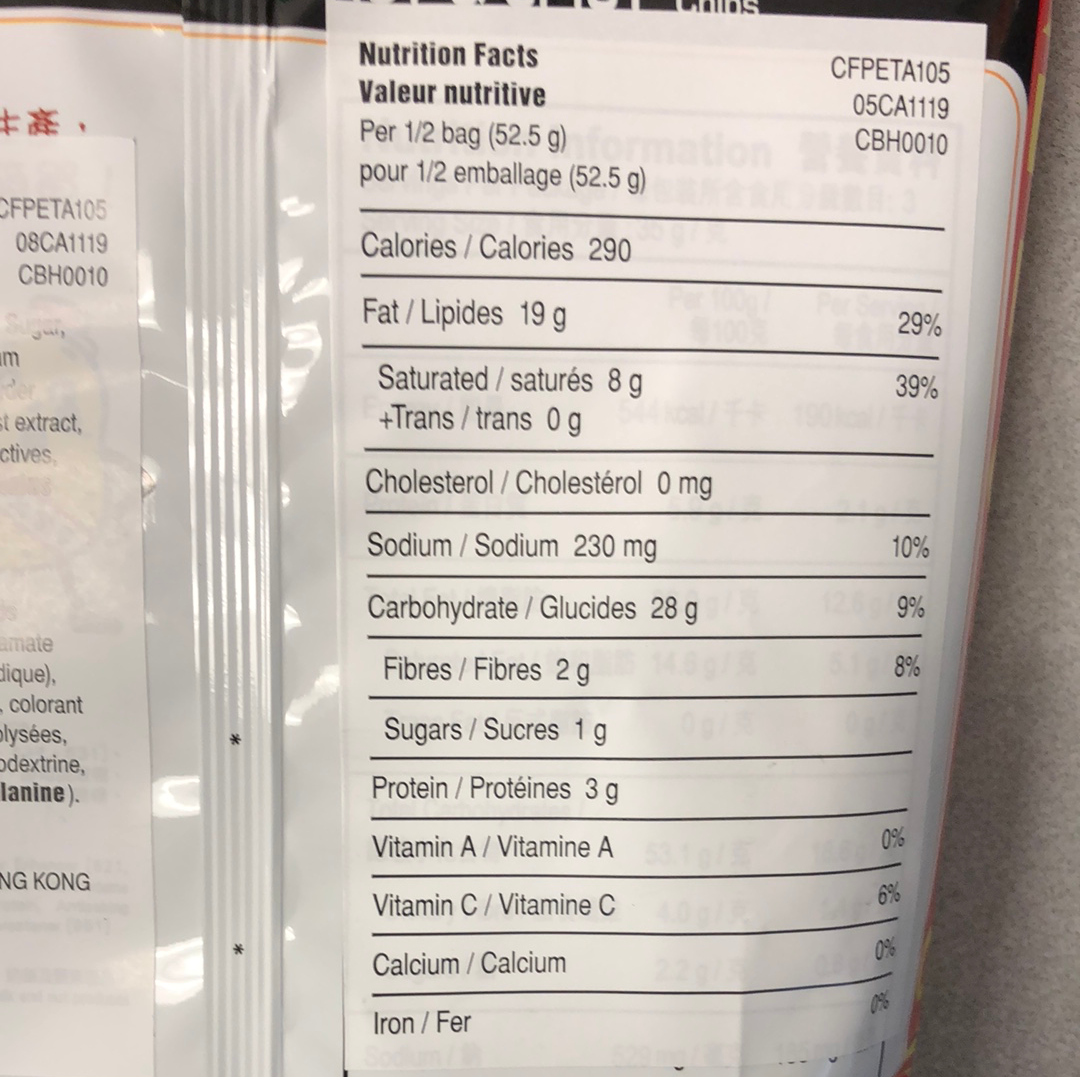 Chips
Nutrition Facts
Valeur nutritive
Per 1/2 bag (52.5 g)
pour 1/2 emballage (52.5 g)
CFPETA105
05CA1119
CBH0010
Calories / Calories 290
Fat / Lipides 19 g 29%
Saturated / saturés 8 g 39%
+Trans / trans 0 g
Cholesterol / Cholestérol 0 mg
Sodium / Sodium 230 mg 10%
Carbohydrate / Glucides 28 g 9%
Fibres / Fibres 2 g 8%
Sugars / Sucres 1 g
Protein / Protéines 3 g
Vitamin A / Vitamine A 0%
Vitamin C / Vitamine C 6%
Calcium / Calcium 0%
Iron / Fer 0%
CFPETA105
08CA1119
CBH0010
Sugar,
st extract,
ctives.
amate
dique),
, colorant
olysées,
odextrine,
lanine).
NG KONG
*
*